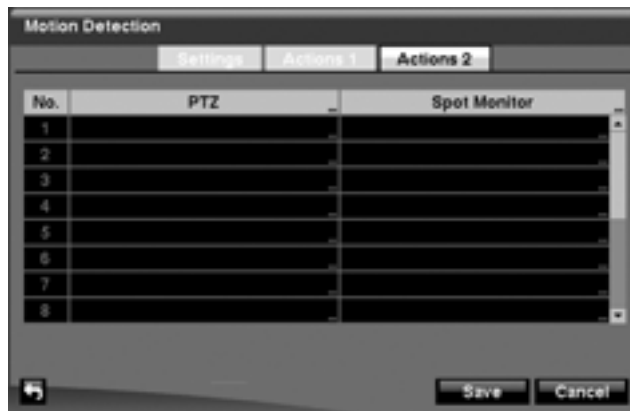 Motion Detection
Settings Actions 1 Actions 2
No. PTZ Spot Monitor
1
2
3
4
5
6
7
8
Save Cancel